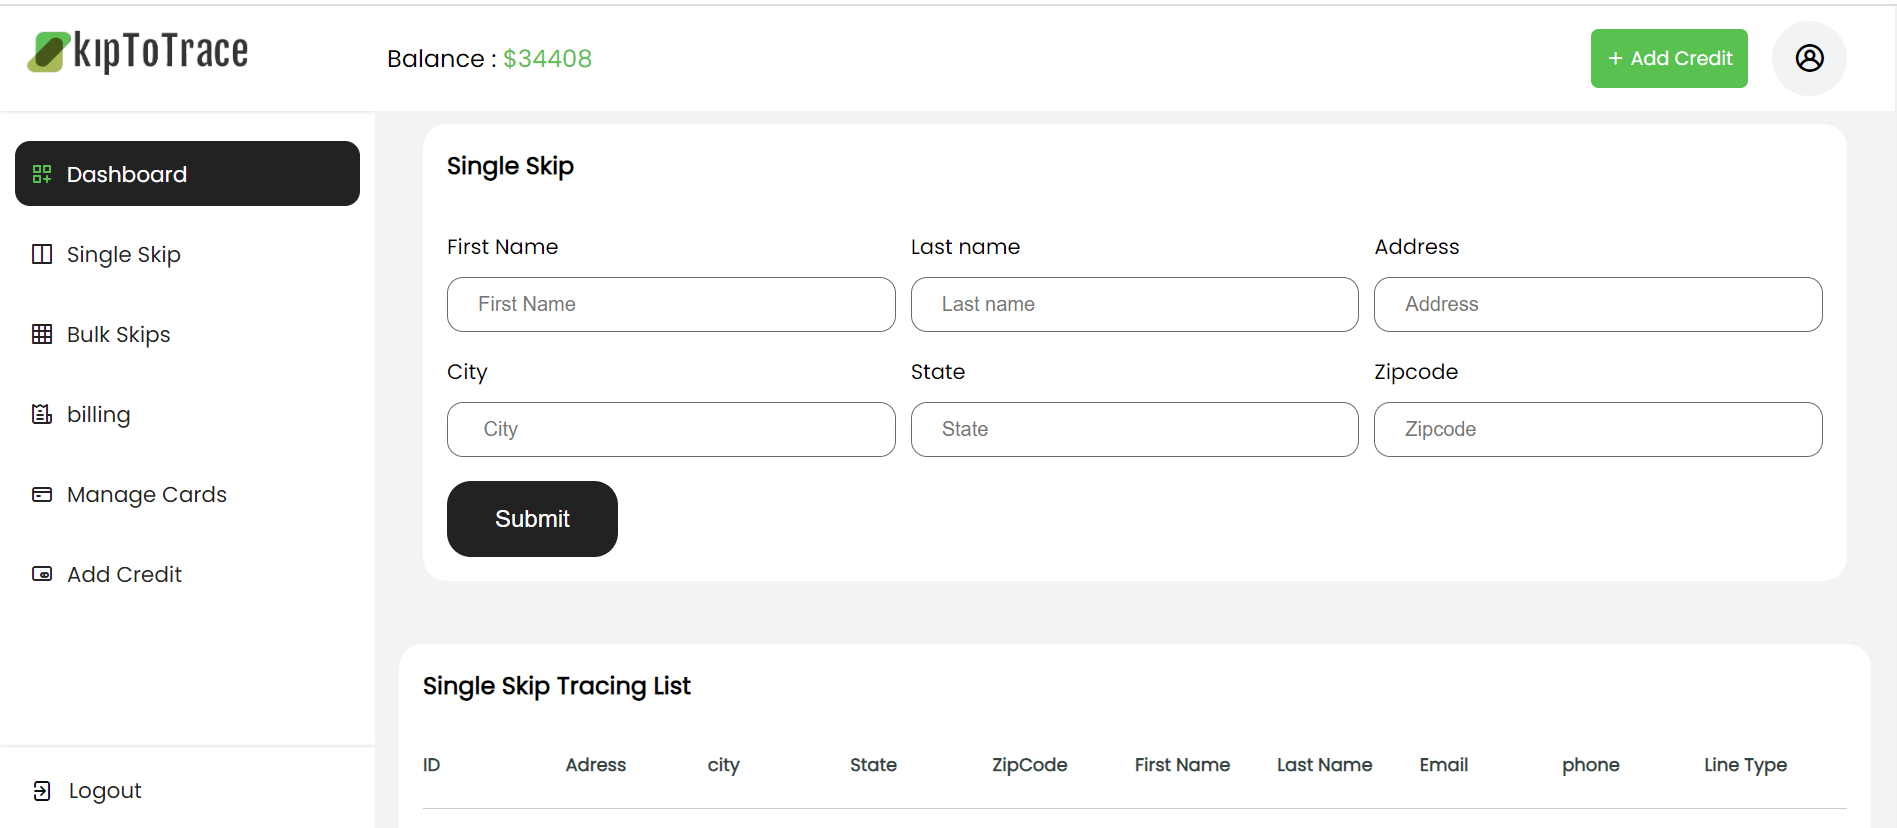 kipToTrace
Balance : $34408
+ Add Credit
Dashboard
Single Skip
Bulk Skips
billing
Manage Cards
Add Credit
Logout
Single Skip
First Name Last name Address
First Name Last name Address
City State Zipcode
City State Zipcode
Submit
Single Skip Tracing List
ID Adress city State ZipCode First Name Last Name Email phone Line Type